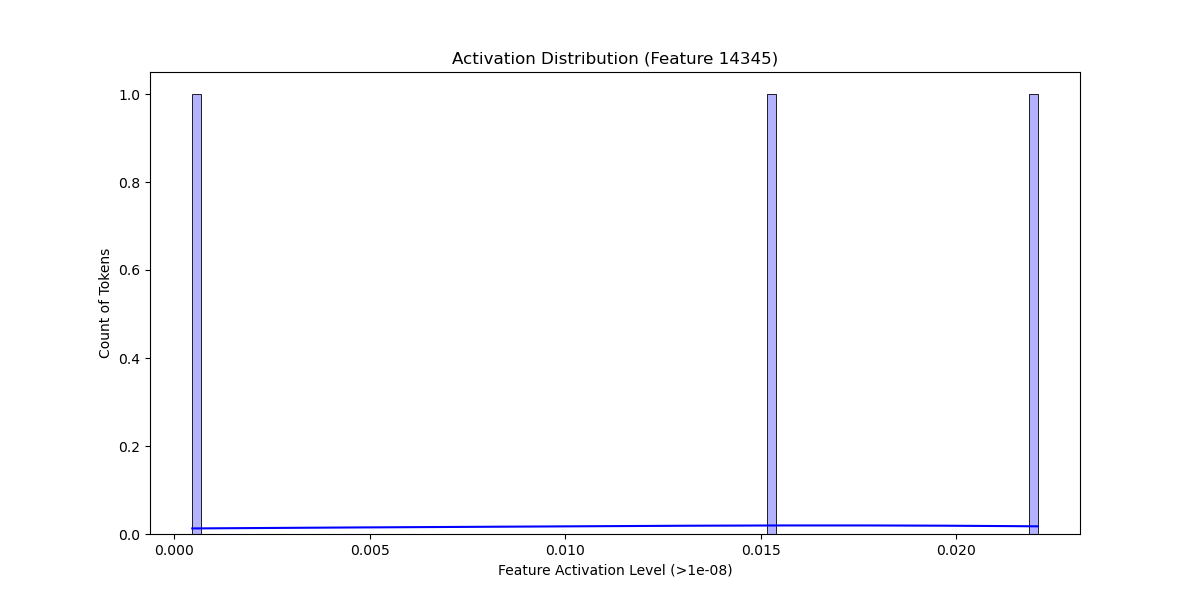 Activation Distribution (Feature 14345)
1.0
0.8
0.6
0.4
0.2
0.0
Count of Tokens
0.000 0.005 0.010 0.015 0.020
Feature Activation Level (>1e-08)